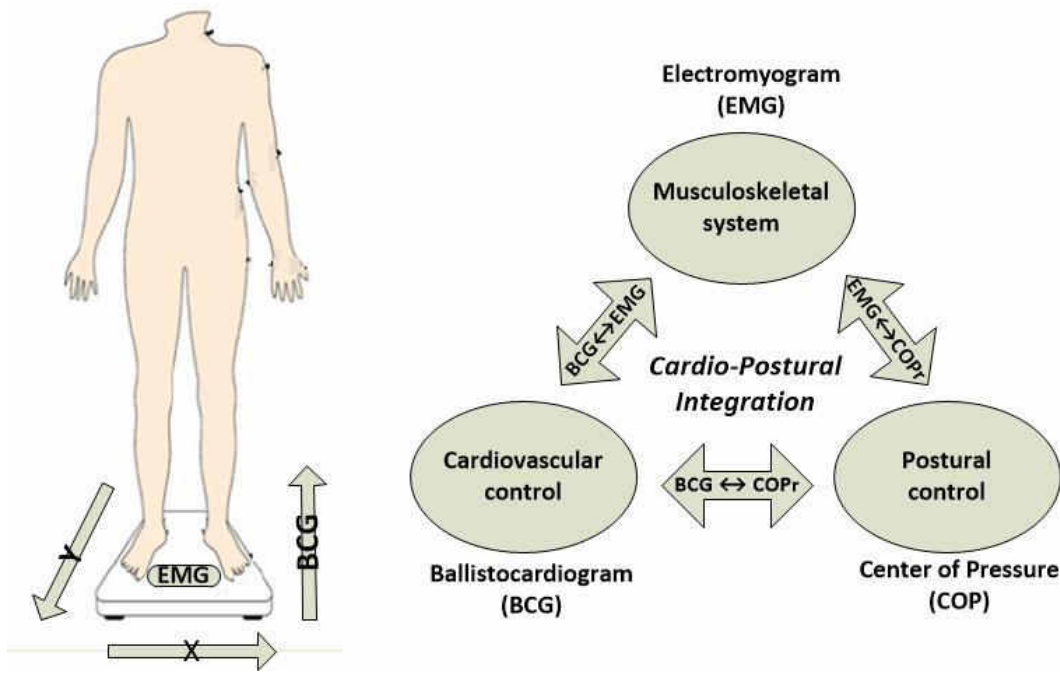 Electromyogram
(EMG)
Musculoskeletal
system
BCG↔EMG
EMG↔COPr
Cardio-Postural
Integration
Cardiovascular
control
BCG ↔ COPr
Postural
control
Ballistocardiogram
(BCG)
Center of Pressure
(COP)
Y
EMG
BCG
X